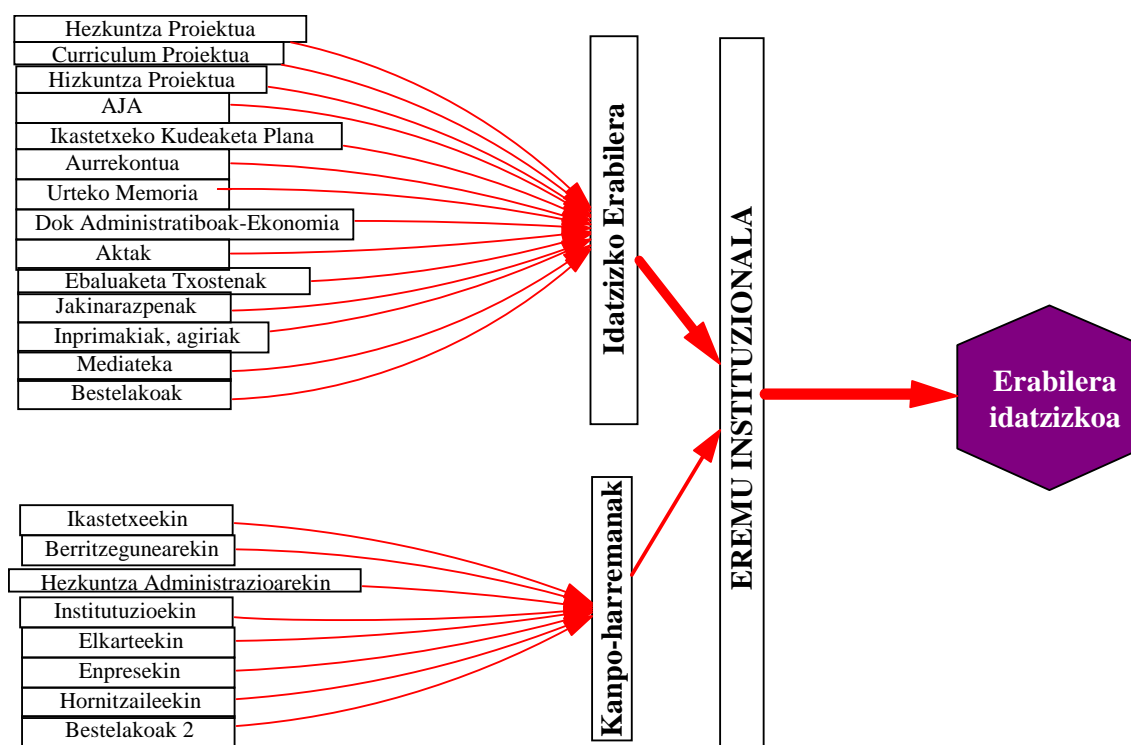 Hezkuntza Proiektua
Curriculum Proiektua
Hizkuntza Proiektua
AJA
Ikastetxeko Kudeaketa Plana
Aurrekontua
Urteko Memoria
Dok Administratiboak-Ekonomia
Aktak
Ebaluaketa Txostenak
Jakinarazpenak
Inprimakiak, agiriak
Mediateka
Bestelakoak
Idatzizko Erabilera
Ikastetxeekin
Berritzegunearekin
Hezkuntza Administrazioarekin
Institutuzioekin
Elkarteekin
Enpresekin
Hornitzaileekin
Bestelakoak 2
Kanpo-harremanak
EREMU INSTITUZIONALA
Erabilera
idatzizkoa